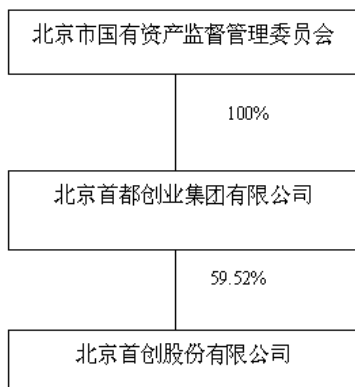 北京市国有资产监督管理委员会
100%
北京首都创业集团有限公司
59.52%
北京首创股份有限公司